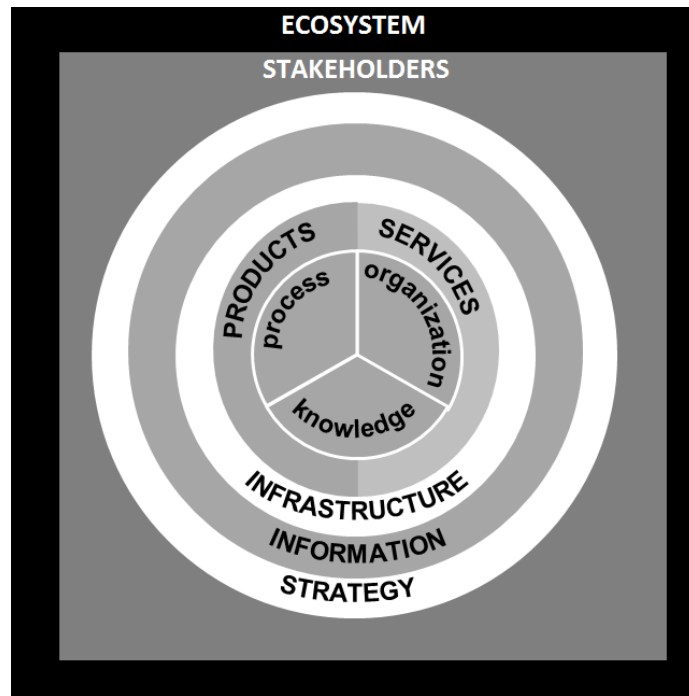 ECOSYSTEM
STAKEHOLDERS
PRODUCTS
SERVICES
process
organization
knowledge
INFRASTRUCTURE
INFORMATION
STRATEGY